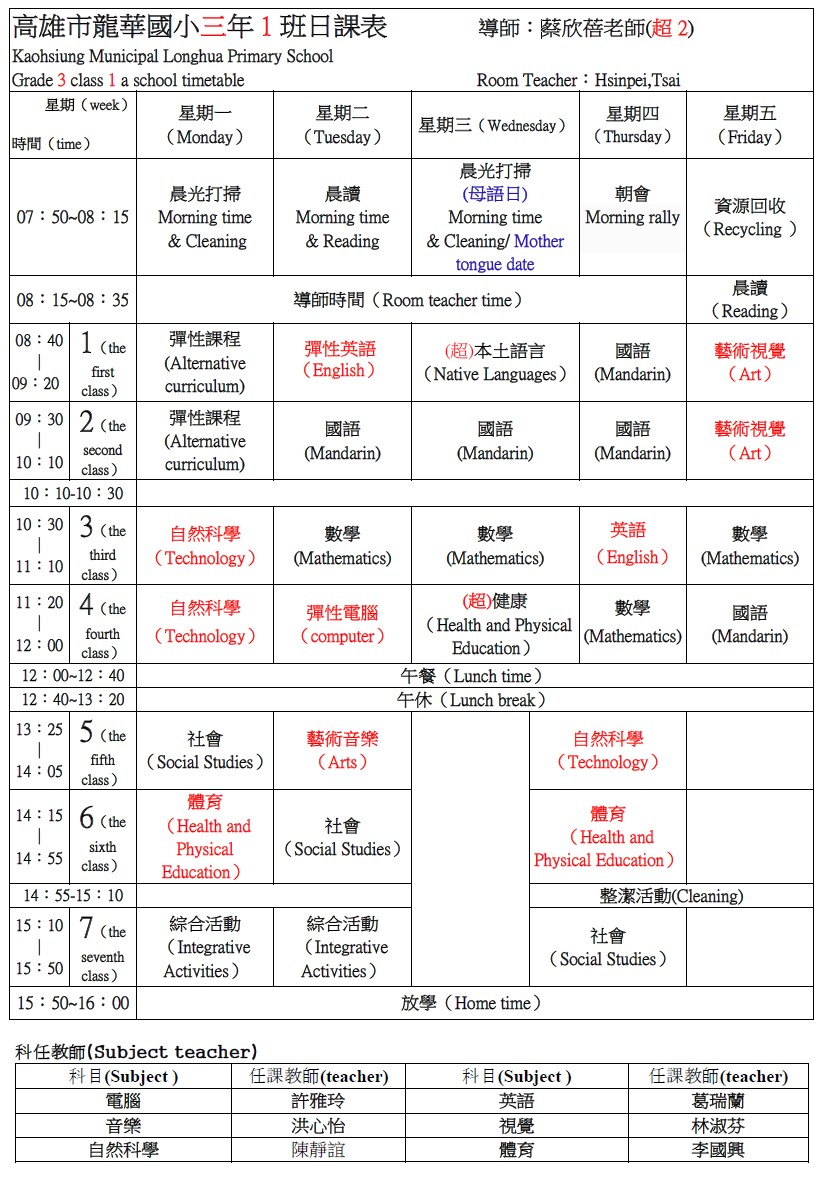 高雄市龍華國小三年 1 班日課表 導師：蔡欣蓓老師(超 2)
Kaohsiung Municipal Longhua Primary School
Grade 3 class 1 a school timetable Room Teacher：Hsinpei,Tsai
星期（week）
時間（time）
星期一
（Monday）
星期二
（Tuesday）
星期三（Wednesday）
星期四
（Thursday）
星期五
（Friday）
07：50~08：15
晨光打掃
Morning time
& Cleaning
晨讀
Morning time
& Reading
晨光打掃
(母語日)
Morning time
& Cleaning/ Mother
tongue date
朝會
Morning rally
資源回收
（Recycling ）
08：15~08：35
導師時間（Room teacher time）
晨讀
（Reading）
08：40
|
09：20
1（the
first
class）
彈性課程
(Alternative
curriculum)
彈性英語
（English）
(超)本土語言
（Native Languages）
國語
(Mandarin)
藝術視覺
（Art）
09：30
|
10：10
2（the
second
class）
彈性課程
(Alternative
curriculum)
國語
(Mandarin)
國語
(Mandarin)
國語
(Mandarin)
藝術視覺
（Art）
10：10-10：30
10：30
|
11：10
3（the
third
class）
自然科學
（Technology）
數學
(Mathematics)
數學
(Mathematics)
英語
（English）
數學
(Mathematics)
11：20
|
12：00
4（the
fourth
class）
自然科學
（Technology）
彈性電腦
（computer）
(超)健康
（Health and Physical
Education）
數學
(Mathematics)
國語
(Mandarin)
12：00~12：40
午餐（Lunch time）
12：40~13：20
午休（Lunch break）
13：25
|
14：05
5（the
fifth
class）
社會
（Social Studies）
藝術音樂
（Arts）
自然科學
（Technology）
14：15
|
14：55
6（the
sixth
class）
體育
（Health and
Physical
Education）
社會
（Social Studies）
體育
（Health and
Physical Education）
14：55-15：10
整潔活動(Cleaning)
15：10
|
15：50
7（the
seventh
class）
綜合活動
（Integrative
Activities）
綜合活動
（Integrative
Activities）
社會
（Social Studies）
15：50~16：00
放學（Home time）
科任教師(Subject teacher)
科目(Subject ) 任課教師(teacher) 科目(Subject ) 任課教師(teacher)
電腦 許雅玲 英語 葛瑞蘭
音樂 洪心怡 視覺 林淑芬
自然科學 陳靜誼 體育 李國興